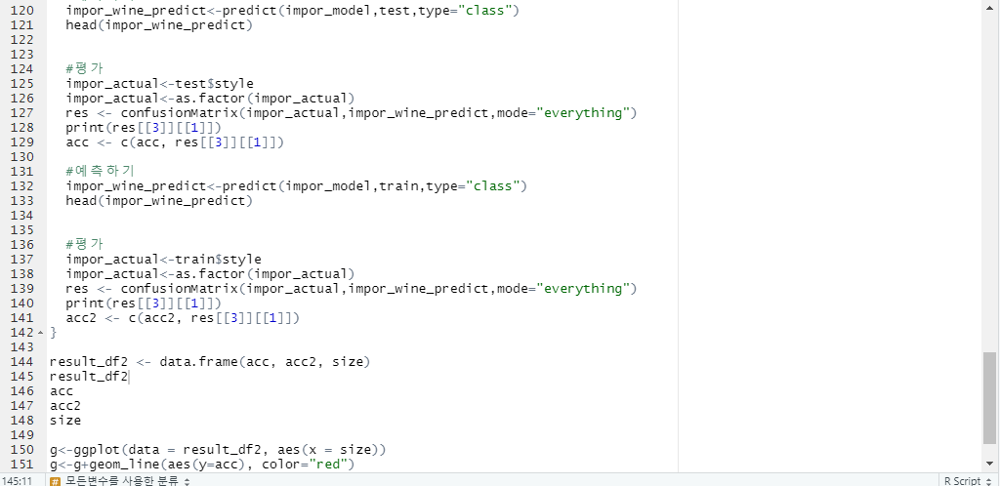 120 impor_wine_predict<-predict(impor_model,test,type="class")
121 head(impor_wine_predict)
122
123
124 #평가
125 impor_actual<-test$style
126 impor_actual<-as.factor(impor_actual)
127 res <- confusionMatrix(impor_actual,impor_wine_predict,mode="everything")
128 print(res[[3]][[1]])
129 acc <- c(acc, res[[3]][[1]])
130
131 #예측하기
132 impor_wine_predict<-predict(impor_model,train,type="class")
133 head(impor_wine_predict)
134
135
136 #평가
137 impor_actual<-train$style
138 impor_actual<-as.factor(impor_actual)
139 res <- confusionMatrix(impor_actual,impor_wine_predict,mode="everything")
140 print(res[[3]][[1]])
141 acc2 <- c(acc2, res[[3]][[1]])
142 }
143
144 result_df2 <- data.frame(acc, acc2, size)
145 result_df2
146 acc
147 acc2
148 size
149
150 g<-ggplot(data = result_df2, aes(x = size))
151 g<-g+geom_line(aes(y=acc), color="red")
145:11 # 모든변수를 사용한 분류 R Script